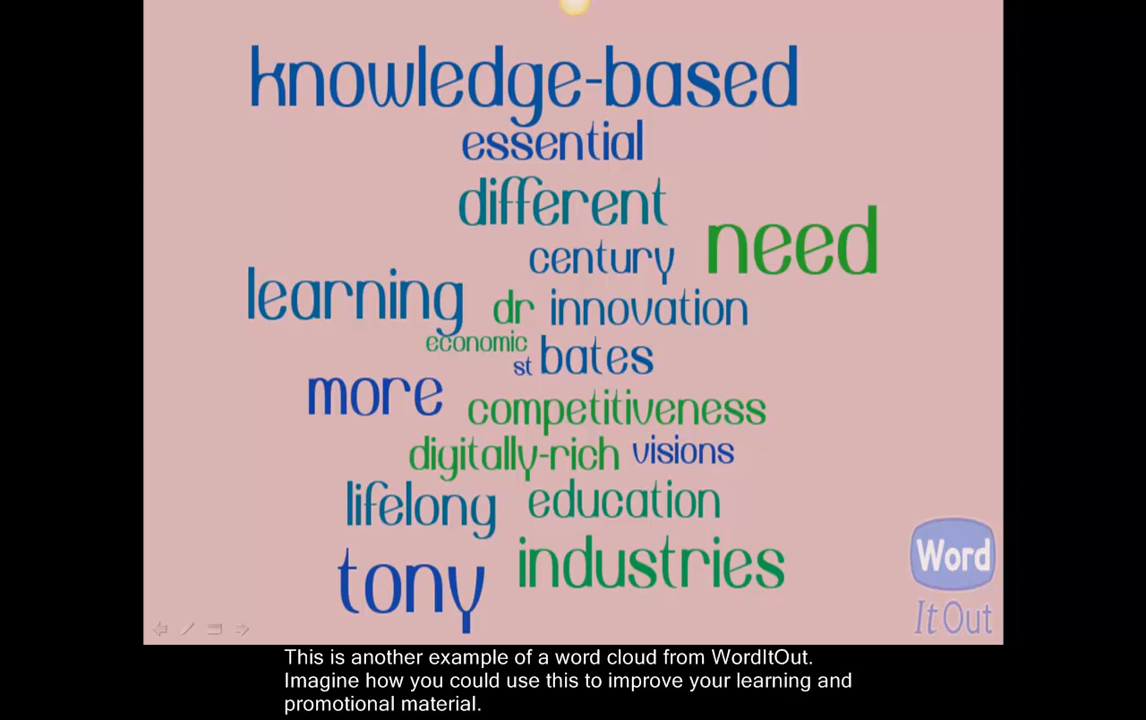 knowledge-based
essential
different
century need
learning dr innovation
economic
st bates
more competitiveness
digitally-rich visions
lifelong education
tony industries
Word
It Out
This is another example of a word cloud from WordItOut.
Imagine how you could use this to improve your learning and
promotional material.